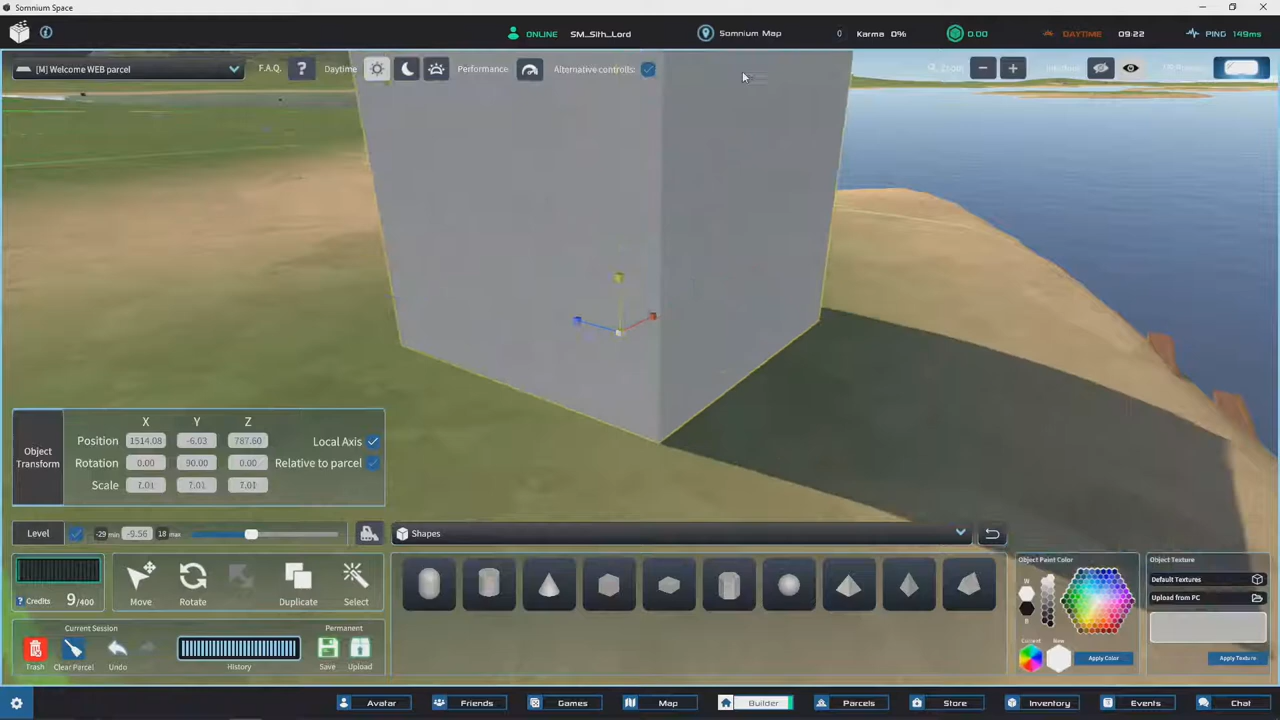 Somnium Space
ONLINE SM_Sith_Lord Somnium Map 0 Karma 0% 0.00 DAYTIME 09:22 PING 149ms
[M] Welcome WEB parcel F.A.Q. ? Daytime Performance: Alternative controlls:
X Y Z
Object Transform
Position 1514.08 -6.03 787.60 Local Axis
Rotation 0.00 90.00 0.00 Relative to parcel
Scale 7.01 7.01 7.01
Level -29 min -9.56 18 max
Shapes
? Credits 9/400
Move Rotate Duplicate Select
Current Session Permanent
Trash Clear Parcel Undo History Save Upload
Object Paint Color
W
B
Current New
Apply Color
Object Texture
Default Textures
Upload from PC
Apply Texture
Avatar Friends Games Map Builder Parcels Store Inventory Events Chat